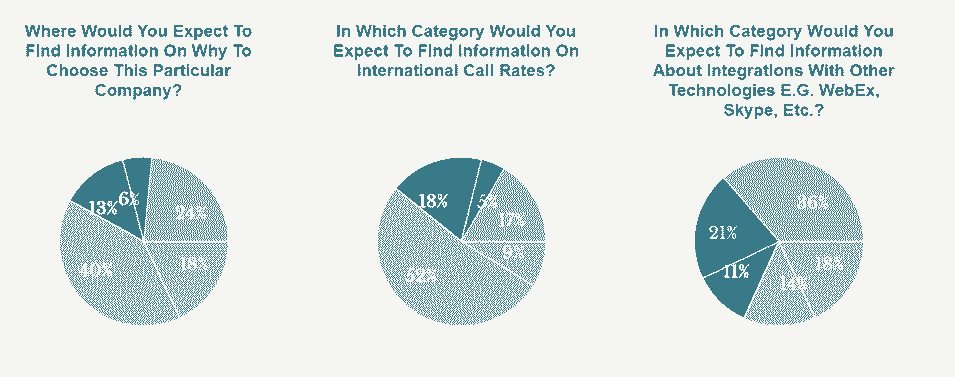 Where Would You Expect To
Find Information On Why To
Choose This Particular
Company?
6%
13%
24%
40%
18%
In Which Category Would You
Expect To Find Information On
International Call Rates?
18%
5%
17%
9%
52%
In Which Category Would You
Expect To Find Information
About Integrations With Other
Technologies E.G. WebEx,
Skype, Etc.?
36%
21%
11%
18%
14%